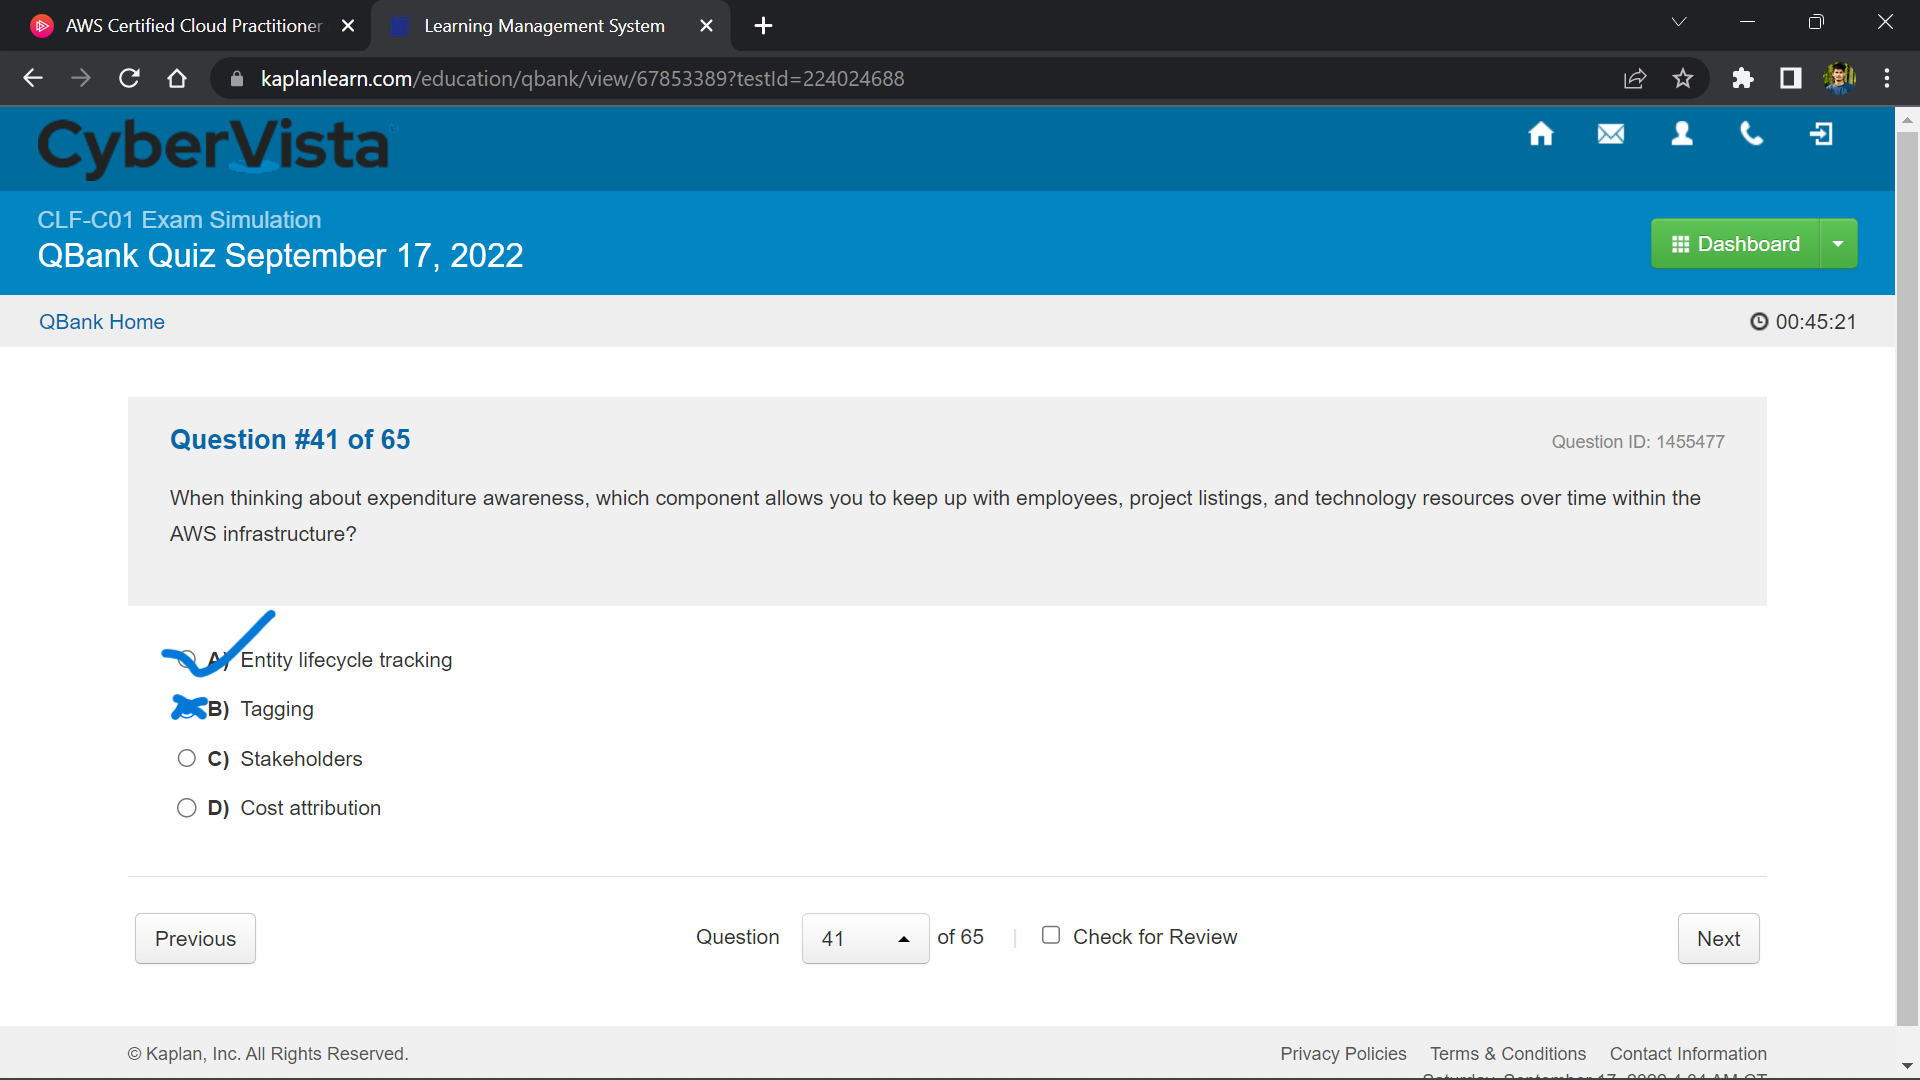 AWS Certified Cloud Practitioner
Learning Management System
kaplanlearn.com/education/qbank/view/67853389?testId=224024688
CyberVista
CLF-C01 Exam Simulation
QBank Quiz September 17, 2022
Dashboard
QBank Home
00:45:21
Question #41 of 65
Question ID: 1455477
When thinking about expenditure awareness, which component allows you to keep up with employees, project listings, and technology resources over time within the
AWS infrastructure?
A) Entity lifecycle tracking
B) Tagging
C) Stakeholders
D) Cost attribution
Previous
Question 41 of 65 | Check for Review
Next
© Kaplan, Inc. All Rights Reserved.
Privacy Policies Terms & Conditions Contact Information